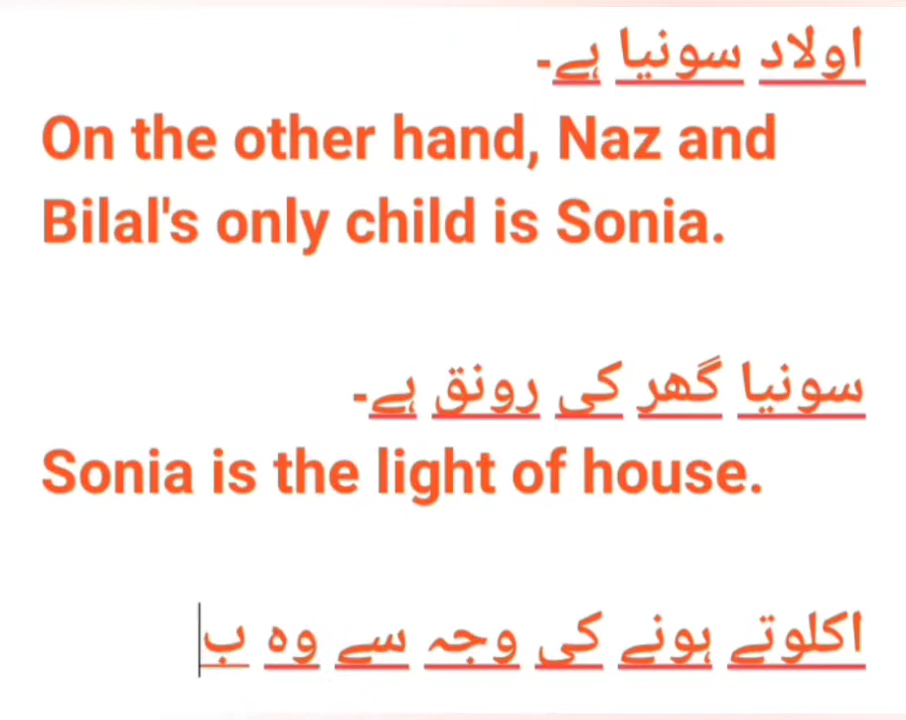 اولاد سونیا ہے۔
On the other hand, Naz and
Bilal's only child is Sonia.
سونیا گھر کی رونق ہے۔
Sonia is the light of house.
اکلوتے ہونے کی وجہ سے وہ ب